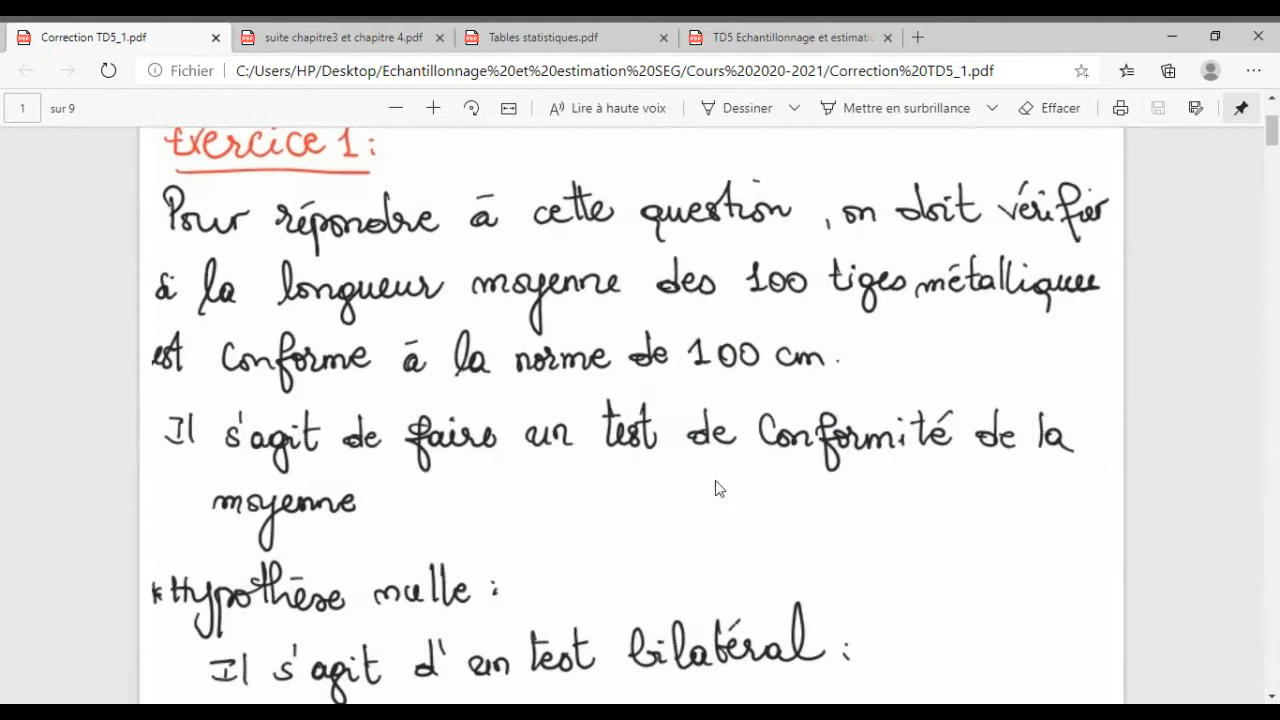 Correction TD5_1.pdf
suite chapitre3 et chapitre 4.pdf
Tables statistiques.pdf
TD5 Echantillonnage et estimati
Fichier C:/Users/HP/Desktop/Echantillonnage%20et%20estimation%20SEG/Cours%202020-2021/Correction%20TD5_1.pdf
1 sur 9 Lire à haute voix Dessiner Mettre en surbrillance Effacer
Exercice 1:
Pour répondre à cette question, on doit vérifier
si la longueur moyenne des 100 tiges métalliques
est conforme à la norme de 100 cm.
Il s'agit de faire un test de Conformité de la
moyenne
* Hypothèse nulle:
Il s'agit d'un test bilatéral: